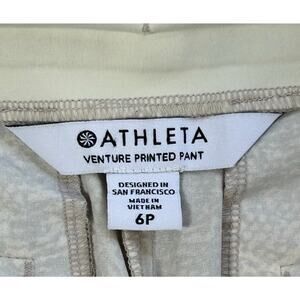 ATHLETA
VENTURE PRINTED PANT
DESIGNED IN
SAN FRANCISCO
MADE IN
VIETNAM
6P